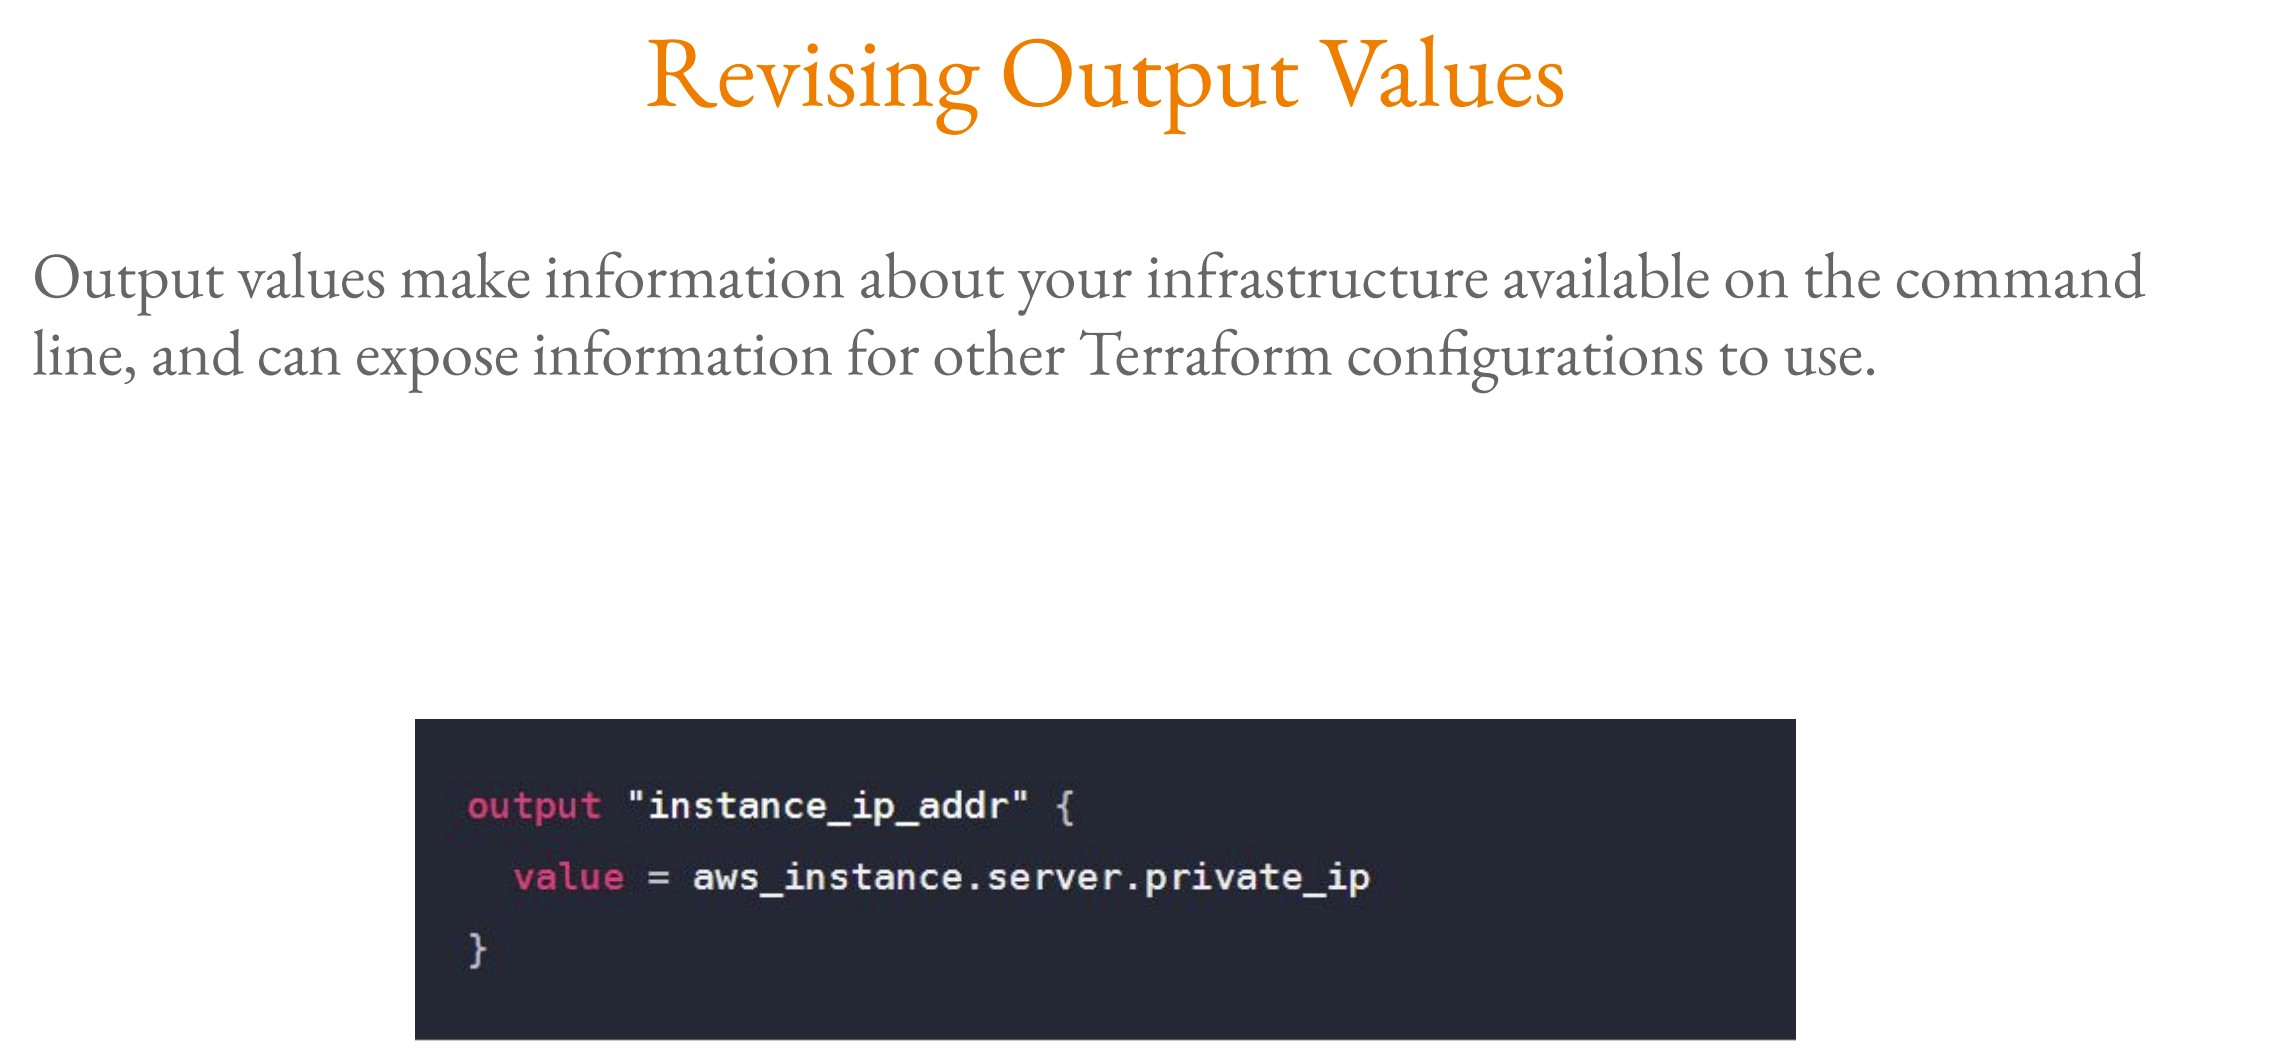 Revising Output Values
Output values make information about your infrastructure available on the command
line, and can expose information for other Terraform configurations to use.
output "instance_ip_addr" {
  value = aws_instance.server.private_ip
}